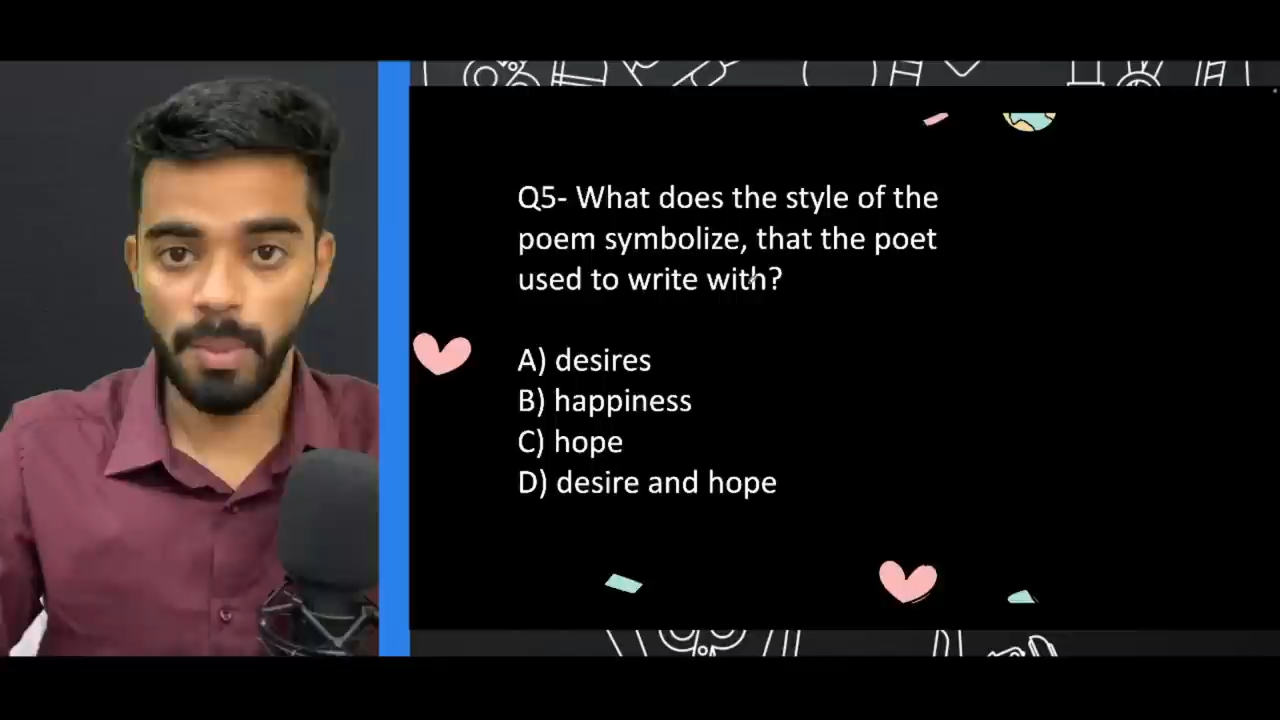 Q5- What does the style of the
poem symbolize, that the poet
used to write with?
A) desires
B) happiness
C) hope
D) desire and hope